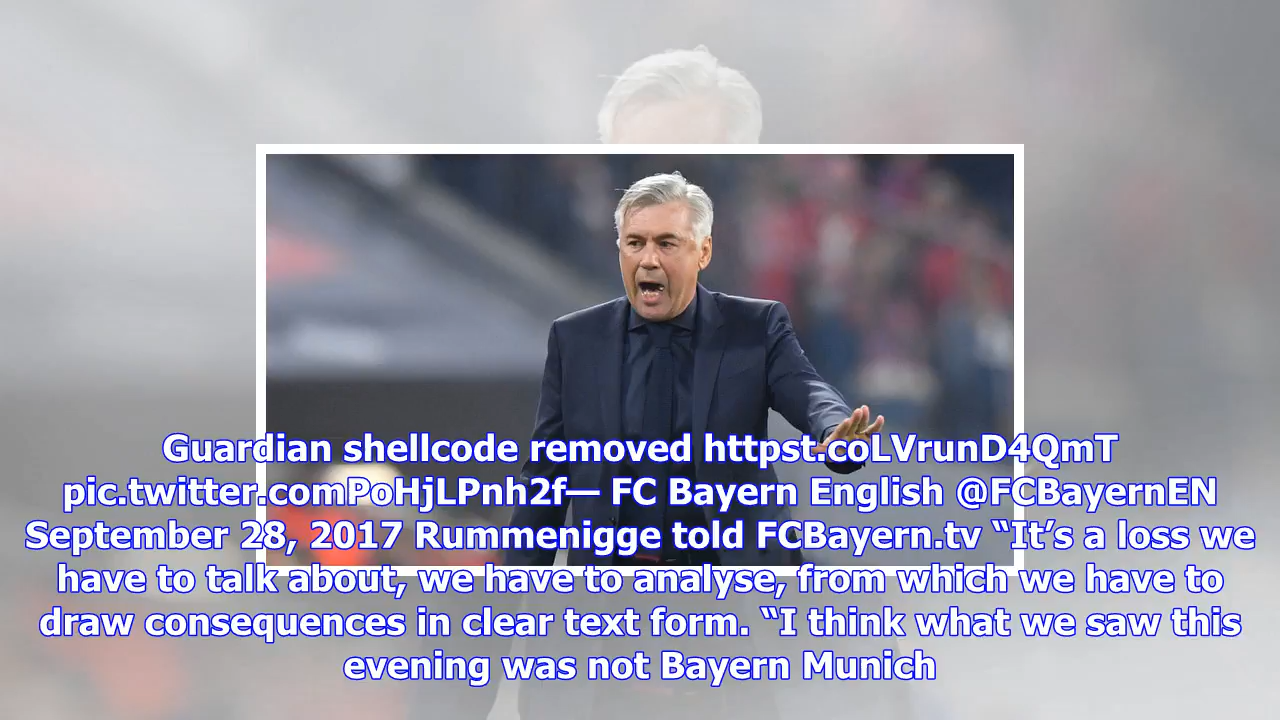 Guardian shellcode removed httpst.coLVrunD4QmT
pic.twitter.comPoHjLPnh2f— FC Bayern English @FCBayernEN
September 28, 2017 Rummenigge told FCBayern.tv “It’s a loss we
have to talk about, we have to analyse, from which we have to
draw consequences in clear text form. “I think what we saw this
evening was not Bayern Munich